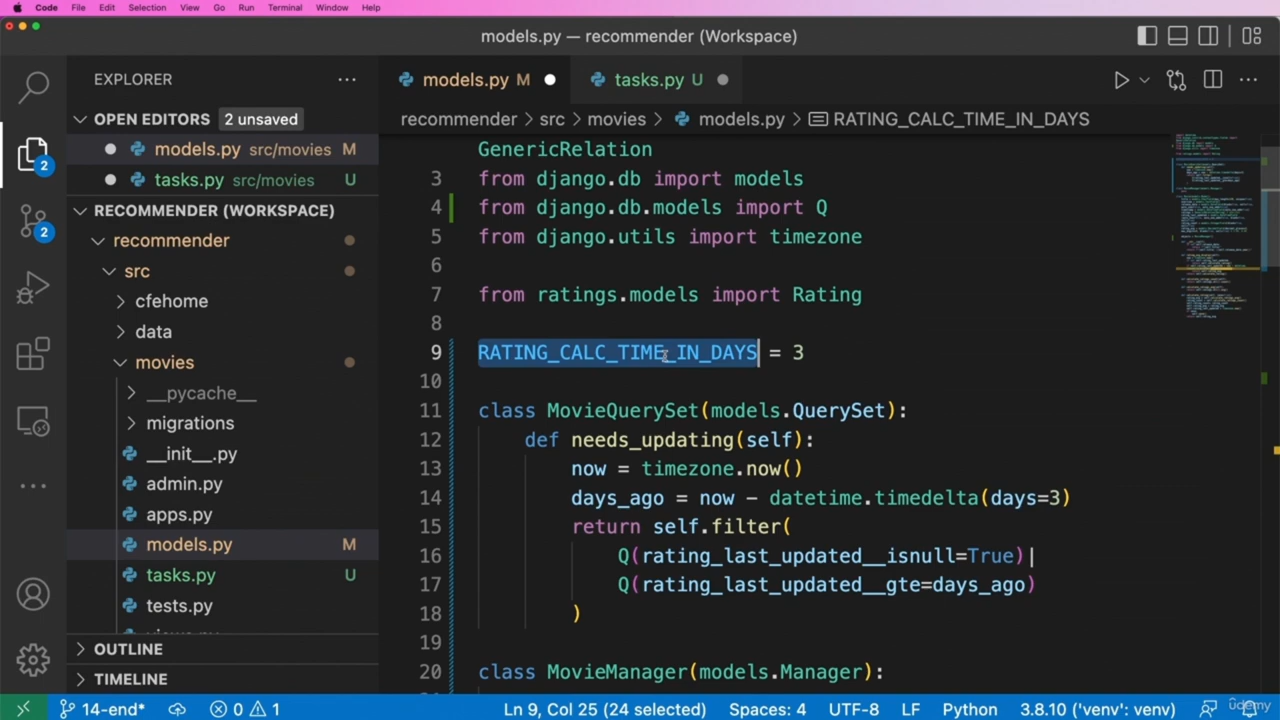 Code File Edit Selection View Go Run Terminal Window Help
models.py — recommender (Workspace)
EXPLORER
models.py M
tasks.py U
OPEN EDITORS 2 unsaved
recommender > src > movies > models.py > RATING_CALC_TIME_IN_DAYS
models.py src/movies M
tasks.py src/movies U
RECOMMENDER (WORKSPACE)
recommender
src
cfehome
data
movies
__pycache__
migrations
__init__.py
admin.py
apps.py
models.py M
tasks.py U
tests.py
OUTLINE
TIMELINE
2
2
GenericRelation
3 from django.db import models
4 from django.db.models import Q
5 from django.utils import timezone
6
7 from ratings.models import Rating
8
9 RATING_CALC_TIME_IN_DAYS = 3
10
11 class MovieQuerySet(models.QuerySet):
12 def needs_updating(self):
13 now = timezone.now()
14 days_ago = now - datetime.timedelta(days=3)
15 return self.filter(
16 Q(rating_last_updated__isnull=True)|
17 Q(rating_last_updated__gte=days_ago)
18 )
19
20 class MovieManager(models.Manager):
14-end* 0 1 Ln 9, Col 25 (24 selected) Spaces: 4 UTF-8 LF Python 3.8.10 ('venv': venv)
udemy